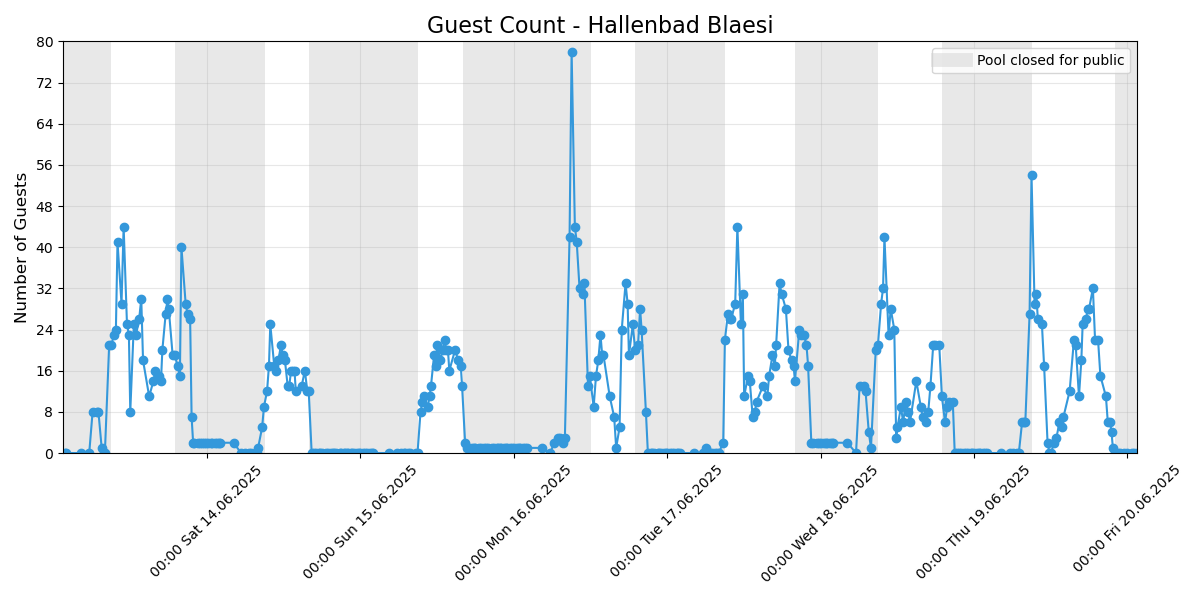 Guest Count - Hallenbad Blaesi
Pool closed for public
Number of Guests
80
72
64
56
48
40
32
24
16
8
0
00:00 Sat 14.06.2025
00:00 Sun 15.06.2025
00:00 Mon 16.06.2025
00:00 Tue 17.06.2025
00:00 Wed 18.06.2025
00:00 Thu 19.06.2025
00:00 Fri 20.06.2025